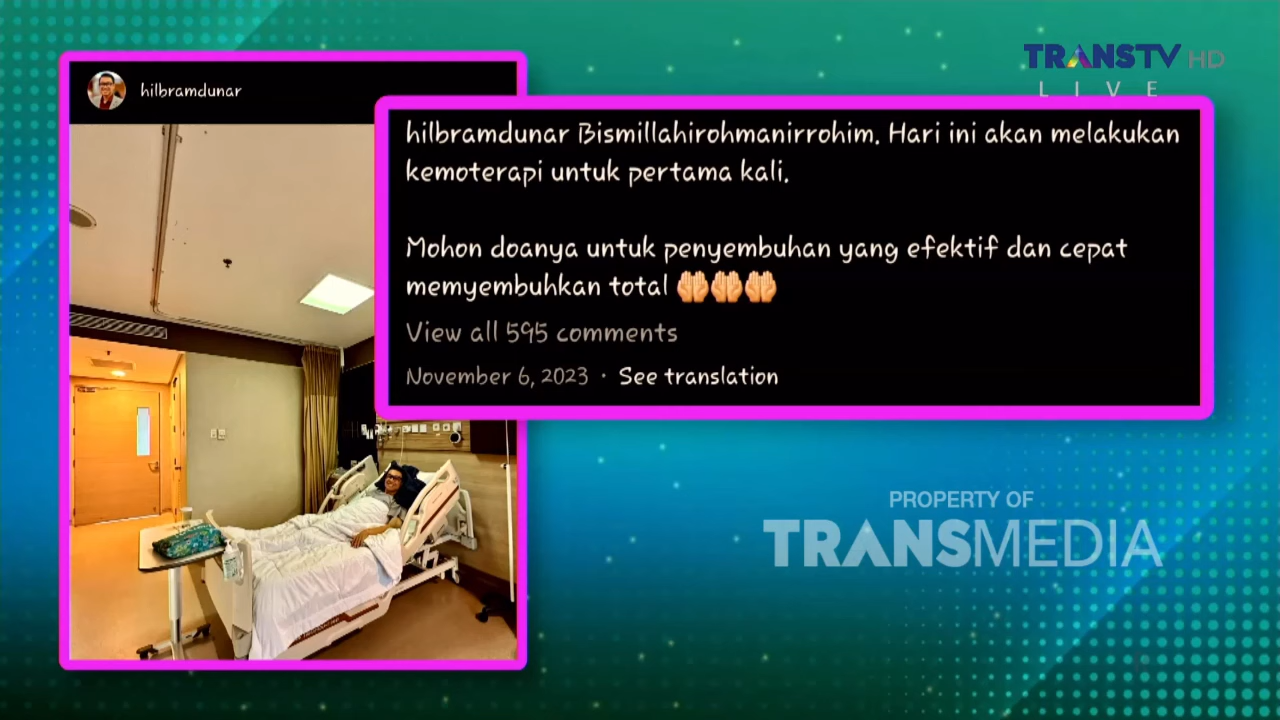 TRANSTV HD
LIVE
hilbramdunar
hilbramdunar Bismillahirohmanirrohim. Hari ini akan melakukan
kemoterapi untuk pertama kali.
Mohon doanya untuk penyembuhan yang efektif dan cepat
memyembuhkan total 🤲🏻🤲🏻🤲🏻
View all 595 comments
November 6, 2023 · See translation
PROPERTY OF
TRANSMEDIA